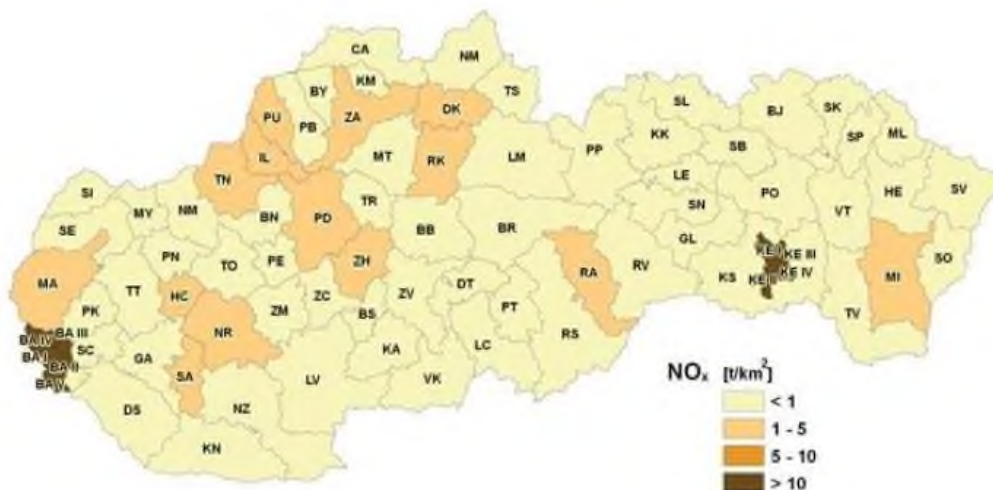 CA
NM
BY
KM
TS
PU
PB
ZA
DK
SL
BJ
SK
SP
ML
KK
SB
IL
MT
RK
LM
PP
TN
LE
PO
HE
SV
SI
MY
NM
BN
PD
TR
SN
VT
SE
BB
BR
GL
PN
TO
PE
ZH
RA
RV
KS
KE III
KE IV
MI
SO
MA
TT
HC
ZM
ZC
BS
ZV
DT
PT
TV
PK
NR
RS
BA IV
BA III
BA I
BA II
BA V
SC
GA
SA
KA
LC
LV
VK
DS
NZ
KN
NOx [t/km²]
< 1
1 - 5
5 - 10
> 10